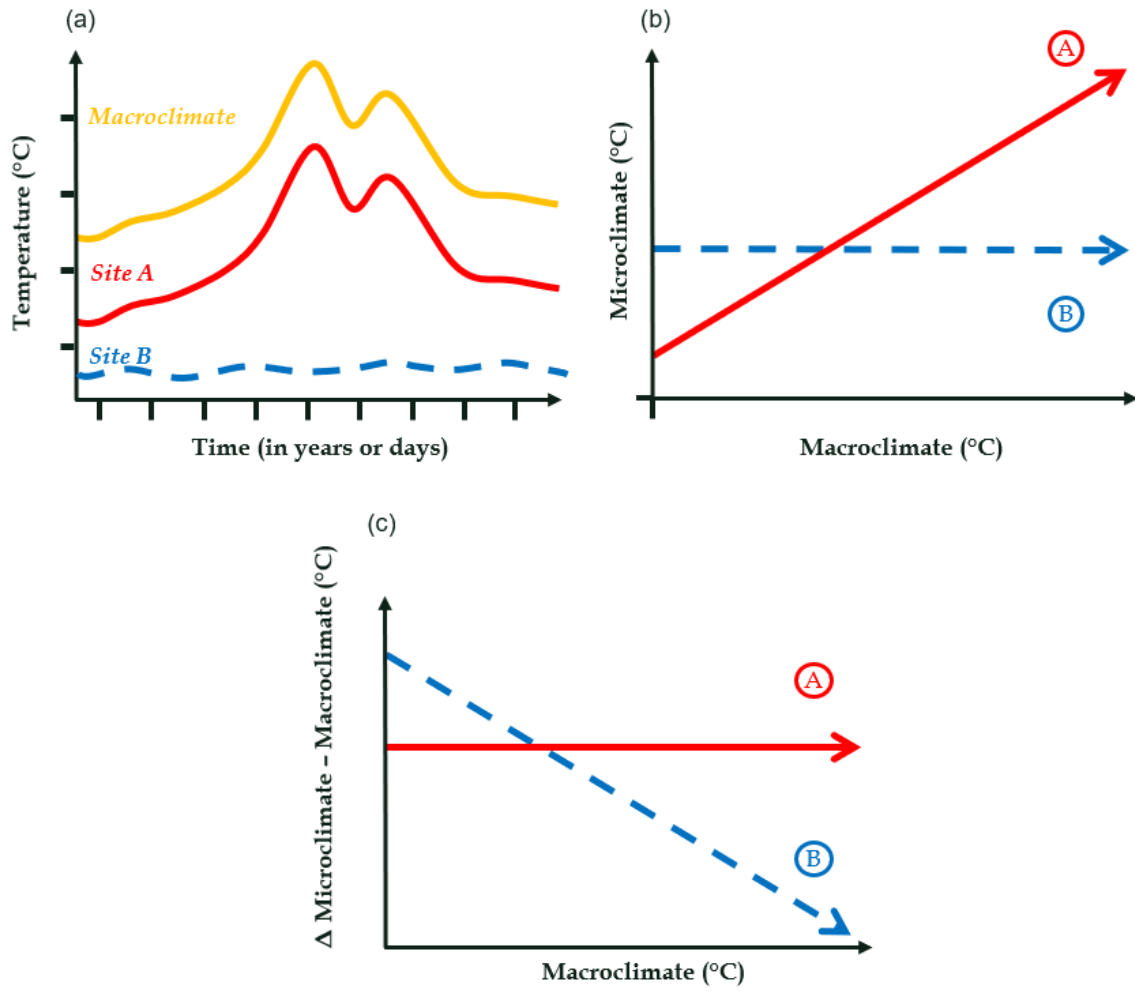 (a)
Macroclimate
Site A
Site B
Temperature (°C)
Time (in years or days)
(b)
A
B
Microclimate (°C)
Macroclimate (°C)
(c)
A
B
Δ Microclimate – Macroclimate (°C)
Macroclimate (°C)